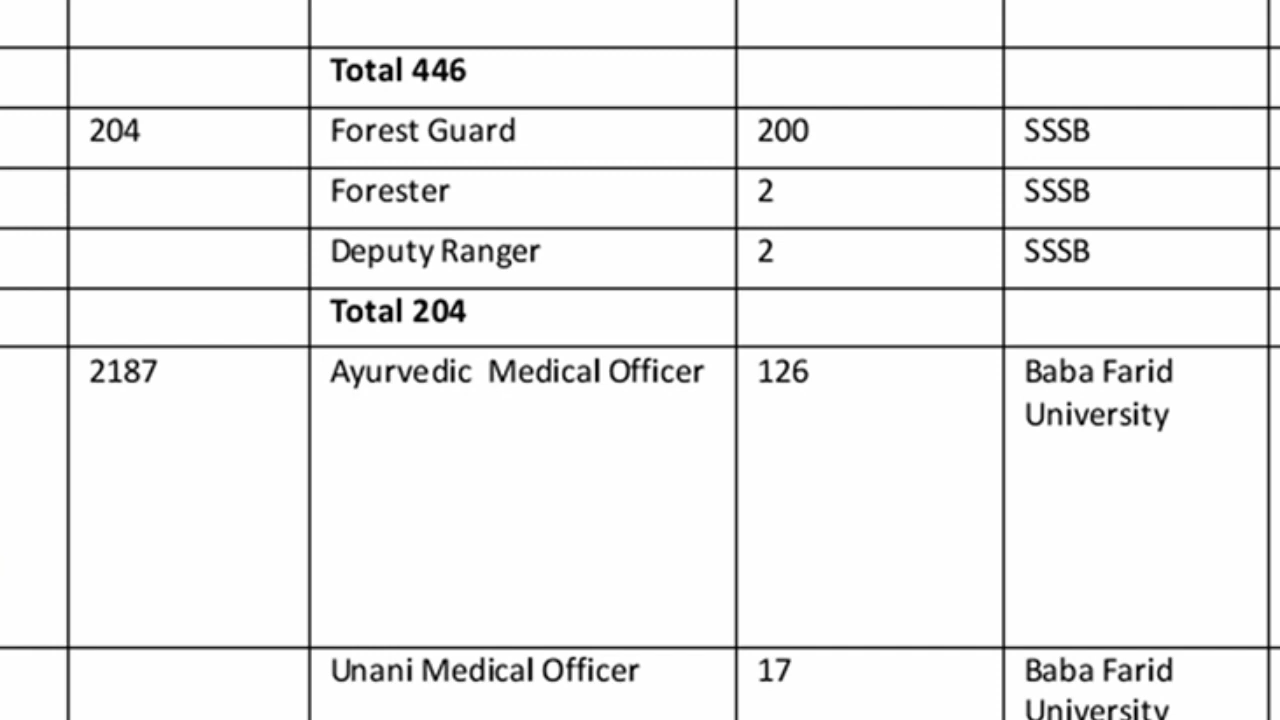 Total 446
204 Forest Guard 200 SSSB
Forester 2 SSSB
Deputy Ranger 2 SSSB
Total 204
2187 Ayurvedic Medical Officer 126 Baba Farid
University
Unani Medical Officer 17 Baba Farid
University